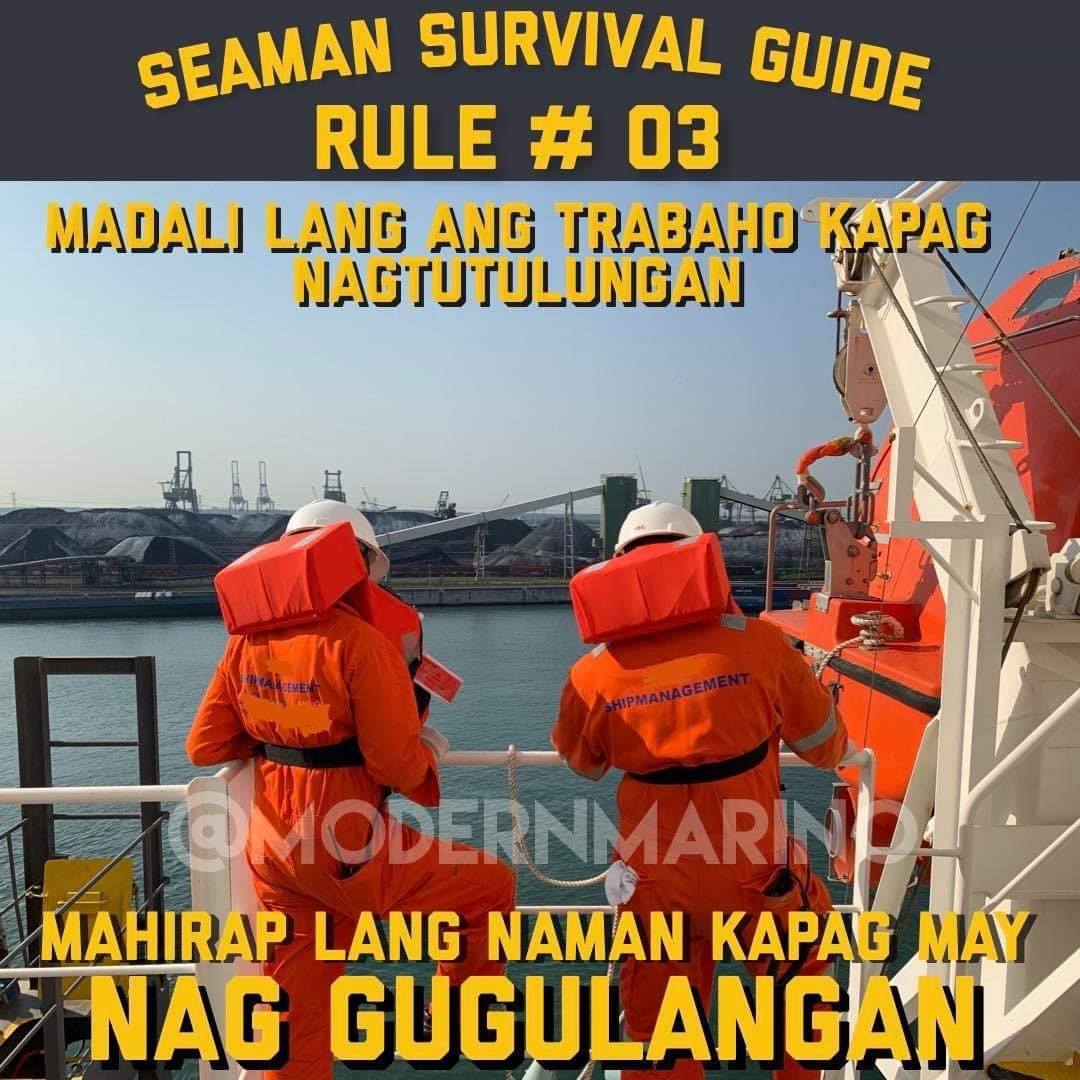 SEAMAN SURVIVAL GUIDE
RULE # 03
MADALI LANG ANG TRABAHO KAPAG
NAGTUTULUNGAN
SHIPMANAGEMENT
SHIPMANAGEMENT
@MODERNMARINO
MAHIRAP LANG NAMAN KAPAG MAY
NAG GUGULANGAN